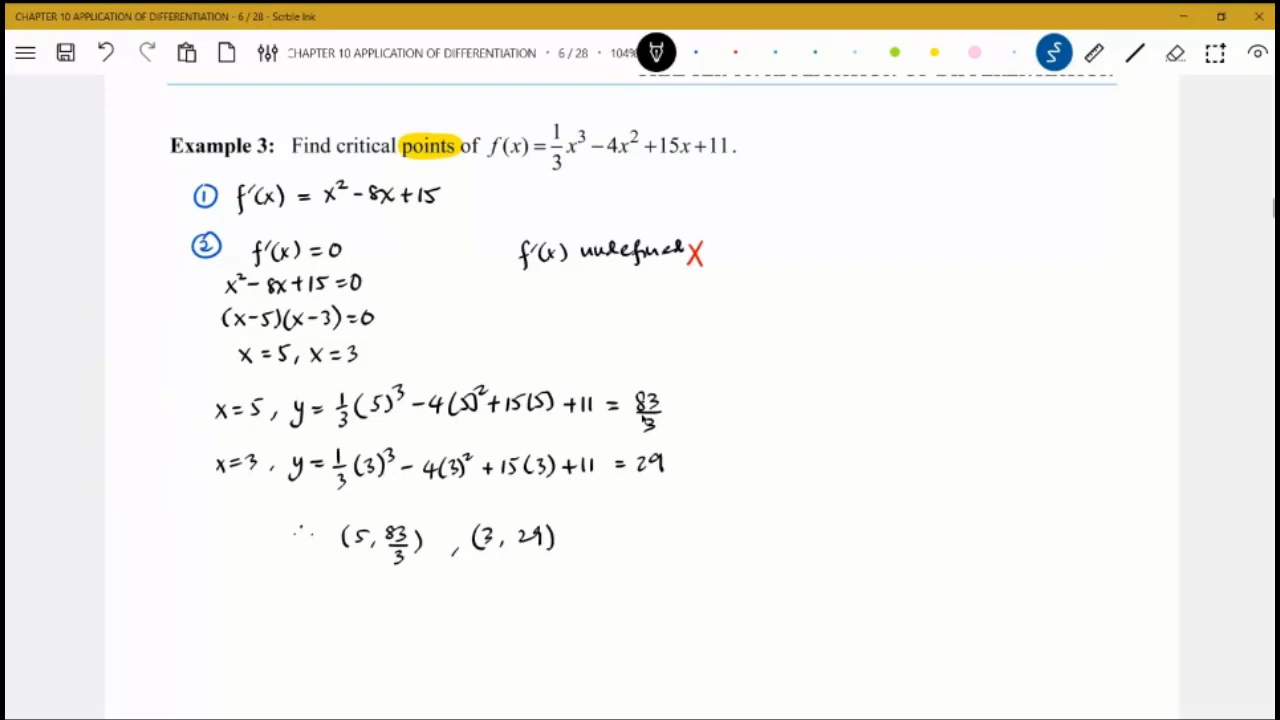 CHAPTER 10 APPLICATION OF DIFFERENTIATION - 6 / 28 - Scrble Ink
CHAPTER 10 APPLICATION OF DIFFERENTIATION • 6 / 28 • 1049
Example 3: Find critical points of f(x) = 1/3 x³ − 4x² + 15x + 11.
① f'(x) = x² - 8x + 15
② f'(x) = 0 f'(x) undefined X
x² - 8x + 15 = 0
(x-5)(x-3) = 0
x = 5, x = 3
x = 5, y = 1/3 (5)³ - 4(5)² + 15(5) + 11 = 83/3
x = 3, y = 1/3 (3)³ - 4(3)² + 15(3) + 11 = 29
∴ (5, 83/3), (3, 29)